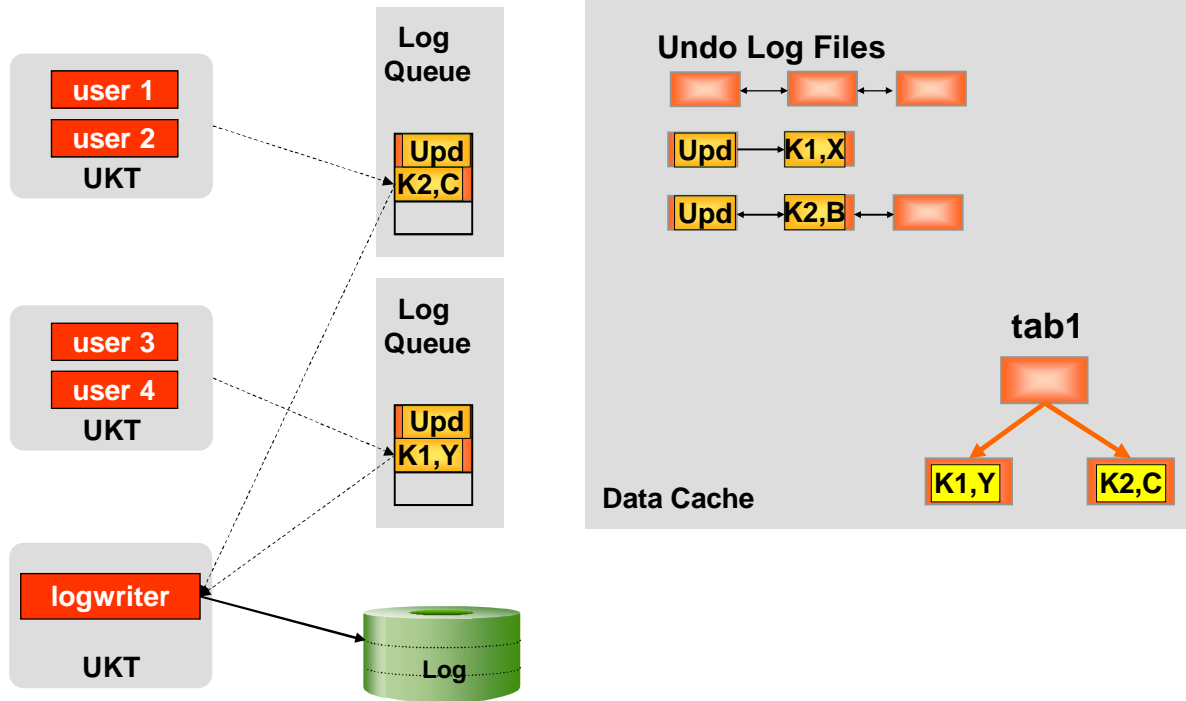 user 1
user 2
UKT
Log
Queue
Upd
K2,C
user 3
user 4
UKT
Log
Queue
Upd
K1,Y
logwriter
UKT
Log
Undo Log Files
Upd K1,X
Upd K2,B
tab1
K1,Y K2,C
Data Cache